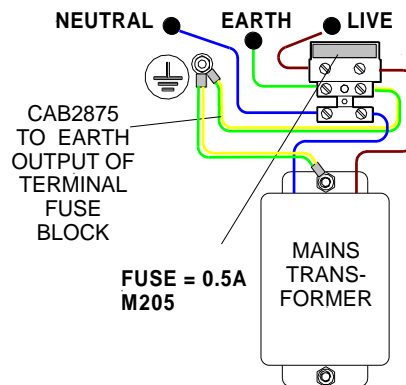 NEUTRAL EARTH LIVE
CAB2875
TO EARTH
OUTPUT OF
TERMINAL
FUSE
BLOCK
FUSE = 0.5A
M205
MAINS
TRANS-
FORMER